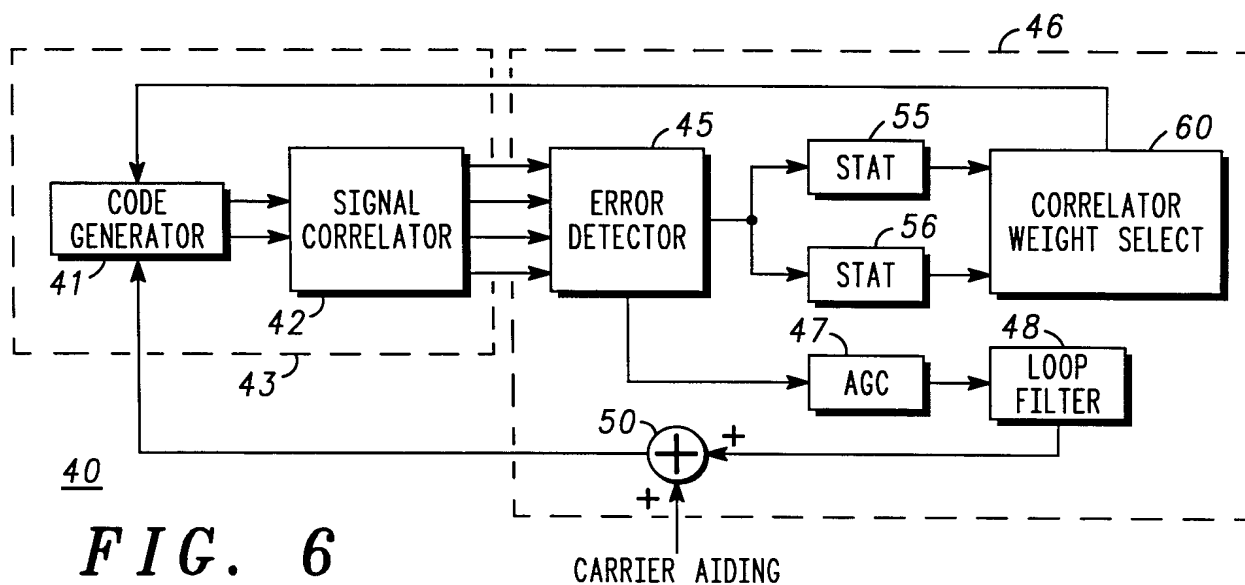 46
45
55
60
STAT
CODE
GENERATOR
SIGNAL
CORRELATOR
ERROR
DETECTOR
CORRELATOR
WEIGHT SELECT
56
STAT
41
42
47
48
43
AGC
LOOP
FILTER
50
+
+
+
40
FIG. 6
CARRIER AIDING